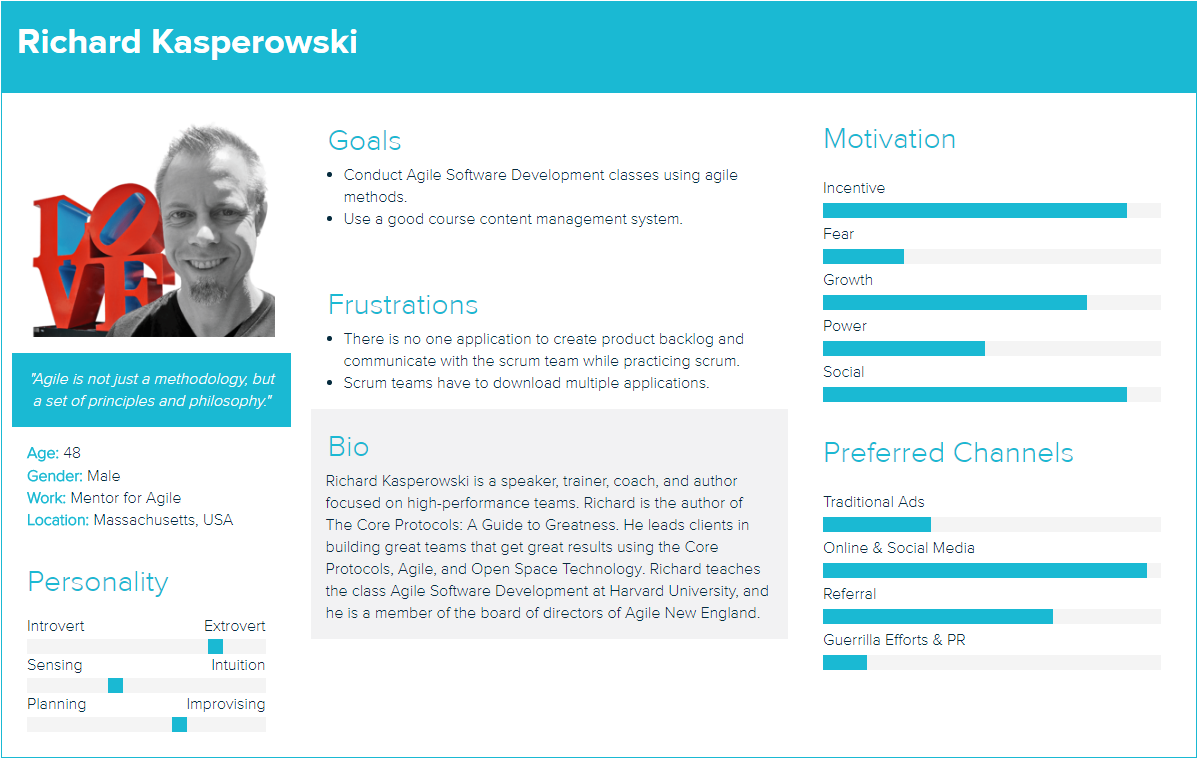 Richard Kasperowski
LOVE
"Agile is not just a methodology, but
a set of principles and philosophy."
Age: 48
Gender: Male
Work: Mentor for Agile
Location: Massachusetts, USA
Personality
Introvert Extrovert
Sensing Intuition
Planning Improvising
Goals
• Conduct Agile Software Development classes using agile
methods.
• Use a good course content management system.
Frustrations
• There is no one application to create product backlog and
communicate with the scrum team while practicing scrum.
• Scrum teams have to download multiple applications.
Bio
Richard Kasperowski is a speaker, trainer, coach, and author
focused on high-performance teams. Richard is the author of
The Core Protocols: A Guide to Greatness. He leads clients in
building great teams that get great results using the Core
Protocols, Agile, and Open Space Technology. Richard teaches
the class Agile Software Development at Harvard University, and
he is a member of the board of directors of Agile New England.
Motivation
Incentive
Fear
Growth
Power
Social
Preferred Channels
Traditional Ads
Online & Social Media
Referral
Guerrilla Efforts & PR